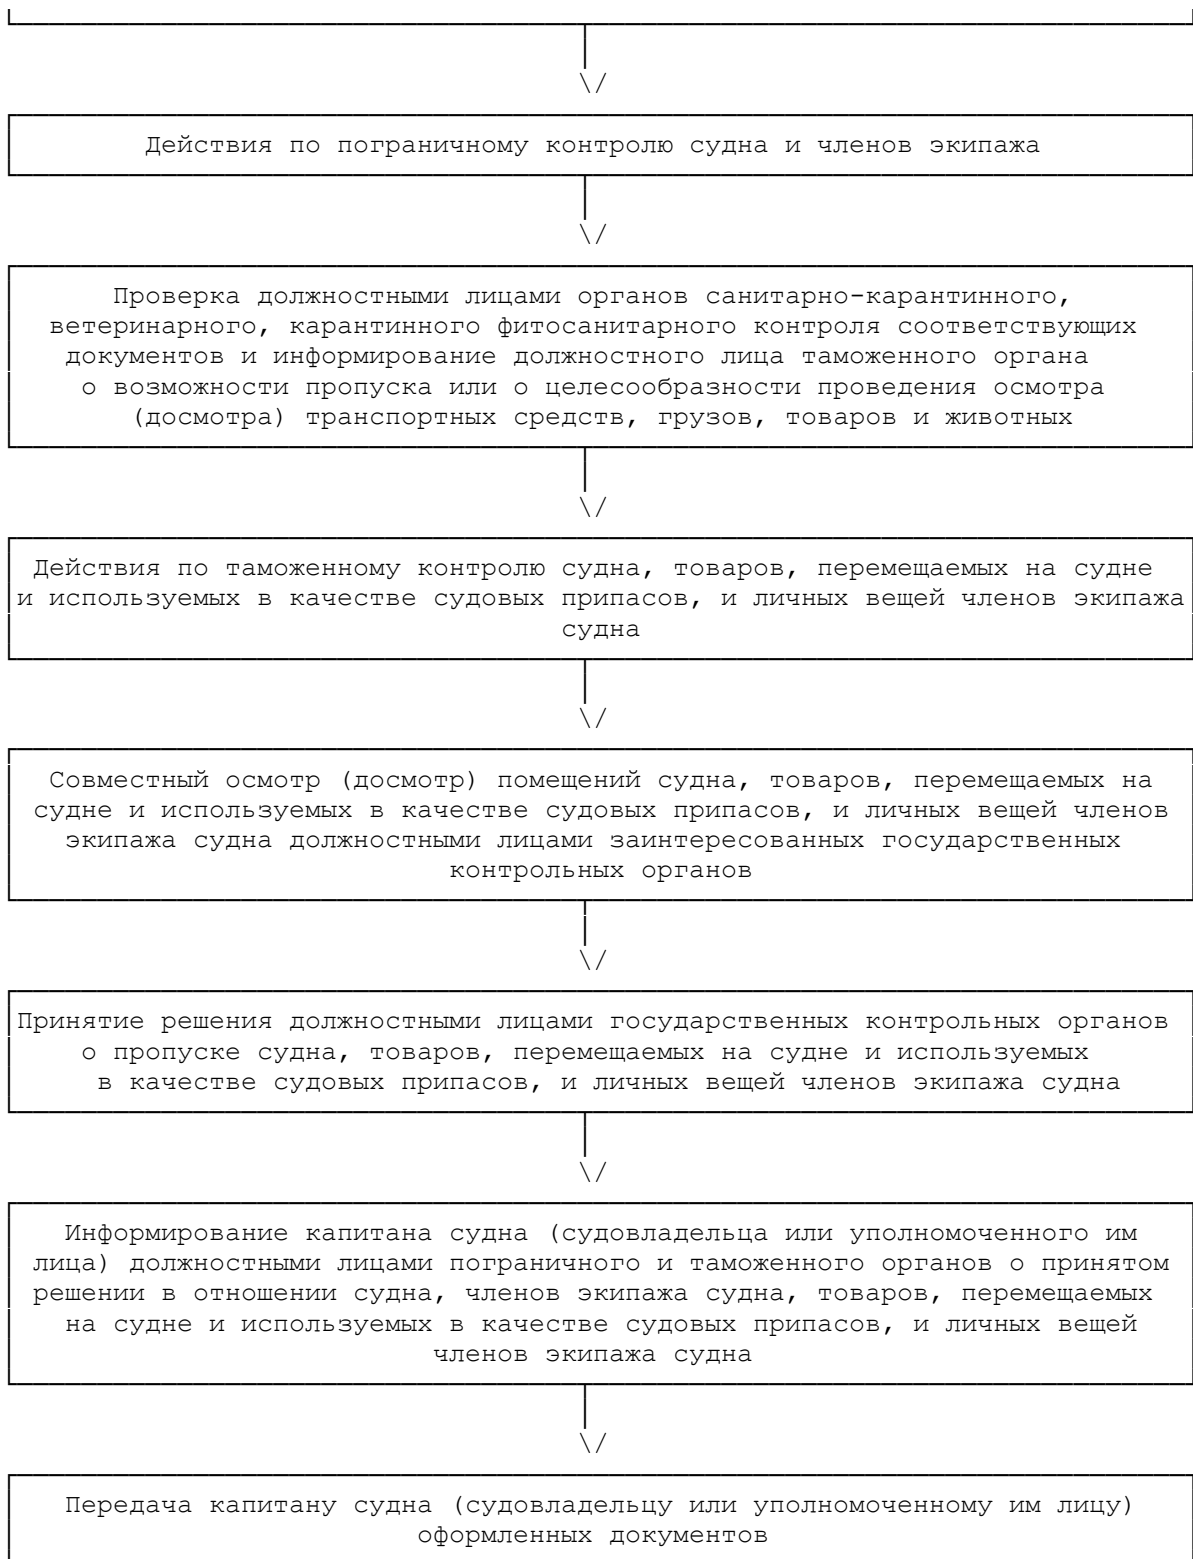 Действия по пограничному контролю судна и членов экипажа
Проверка должностными лицами органов санитарно-карантинного,
ветеринарного, карантинного фитосанитарного контроля соответствующих
документов и информирование должностного лица таможенного органа
о возможности пропуска или о целесообразности проведения осмотра
(досмотра) транспортных средств, грузов, товаров и животных
Действия по таможенному контролю судна, товаров, перемещаемых на судне
и используемых в качестве судовых припасов, и личных вещей членов экипажа
судна
Совместный осмотр (досмотр) помещений судна, товаров, перемещаемых на
судне и используемых в качестве судовых припасов, и личных вещей членов
экипажа судна должностными лицами заинтересованных государственных
контрольных органов
Принятие решения должностными лицами государственных контрольных органов
о пропуске судна, товаров, перемещаемых на судне и используемых
в качестве судовых припасов, и личных вещей членов экипажа судна
Информирование капитана судна (судовладельца или уполномоченного им
лица) должностными лицами пограничного и таможенного органов о принятом
решении в отношении судна, членов экипажа судна, товаров, перемещаемых
на судне и используемых в качестве судовых припасов, и личных вещей
членов экипажа судна
Передача капитану судна (судовладельцу или уполномоченному им лицу)
оформленных документов